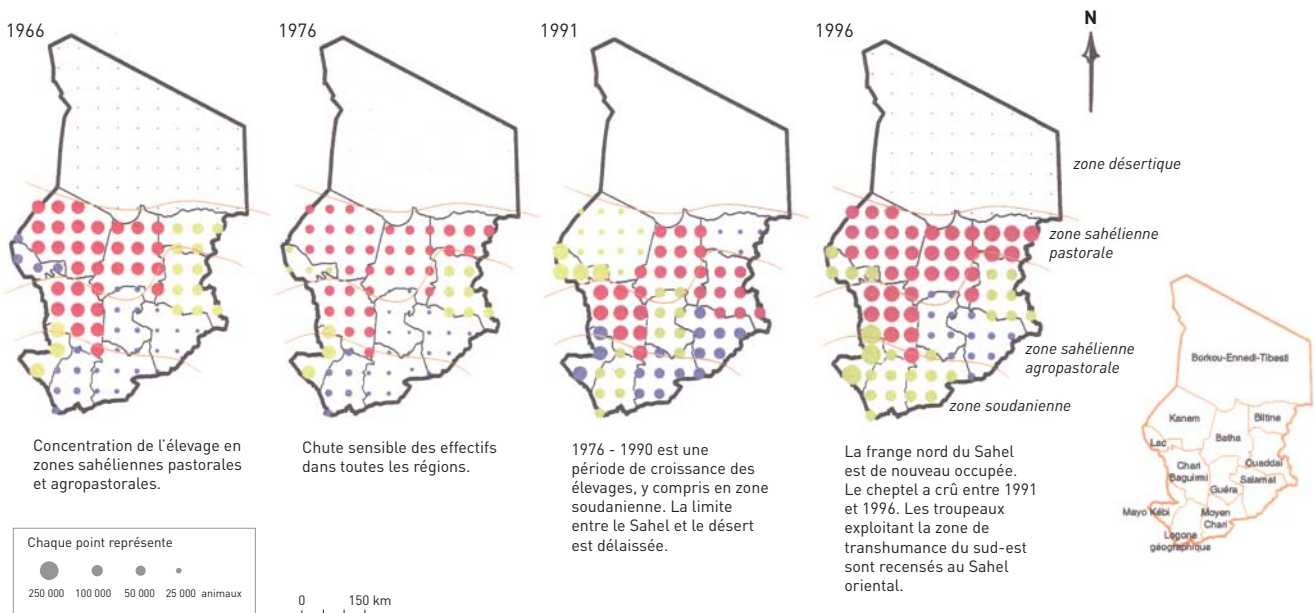 1966
1976
1991
1996
N
zone désertique
zone sahélienne
pastorale
zone sahélienne
agropastorale
zone soudanienne
Concentration de l'élevage en
zones sahéliennes pastorales
et agropastorales.
Chute sensible des effectifs
dans toutes les régions.
1976 - 1990 est une
période de croissance des
élevages, y compris en zone
soudanienne. La limite
entre le Sahel et le désert
est délaissée.
La frange nord du Sahel
est de nouveau occupée.
Le cheptel a crû entre 1991
et 1996. Les troupeaux
exploitant la zone de
transhumance du sud-est
sont recensés au Sahel
oriental.
Borkou-Ennedi-Tibesti
Kanem
Biltine
Batha
Lac
Ouaddaï
Chari
Baguirmi
Salamat
Guéra
Mayo Kébi
Moyen
Chari
Logone
géographique
Chaque point représente
250 000 100 000 50 000 25 000 animaux
0 150 km